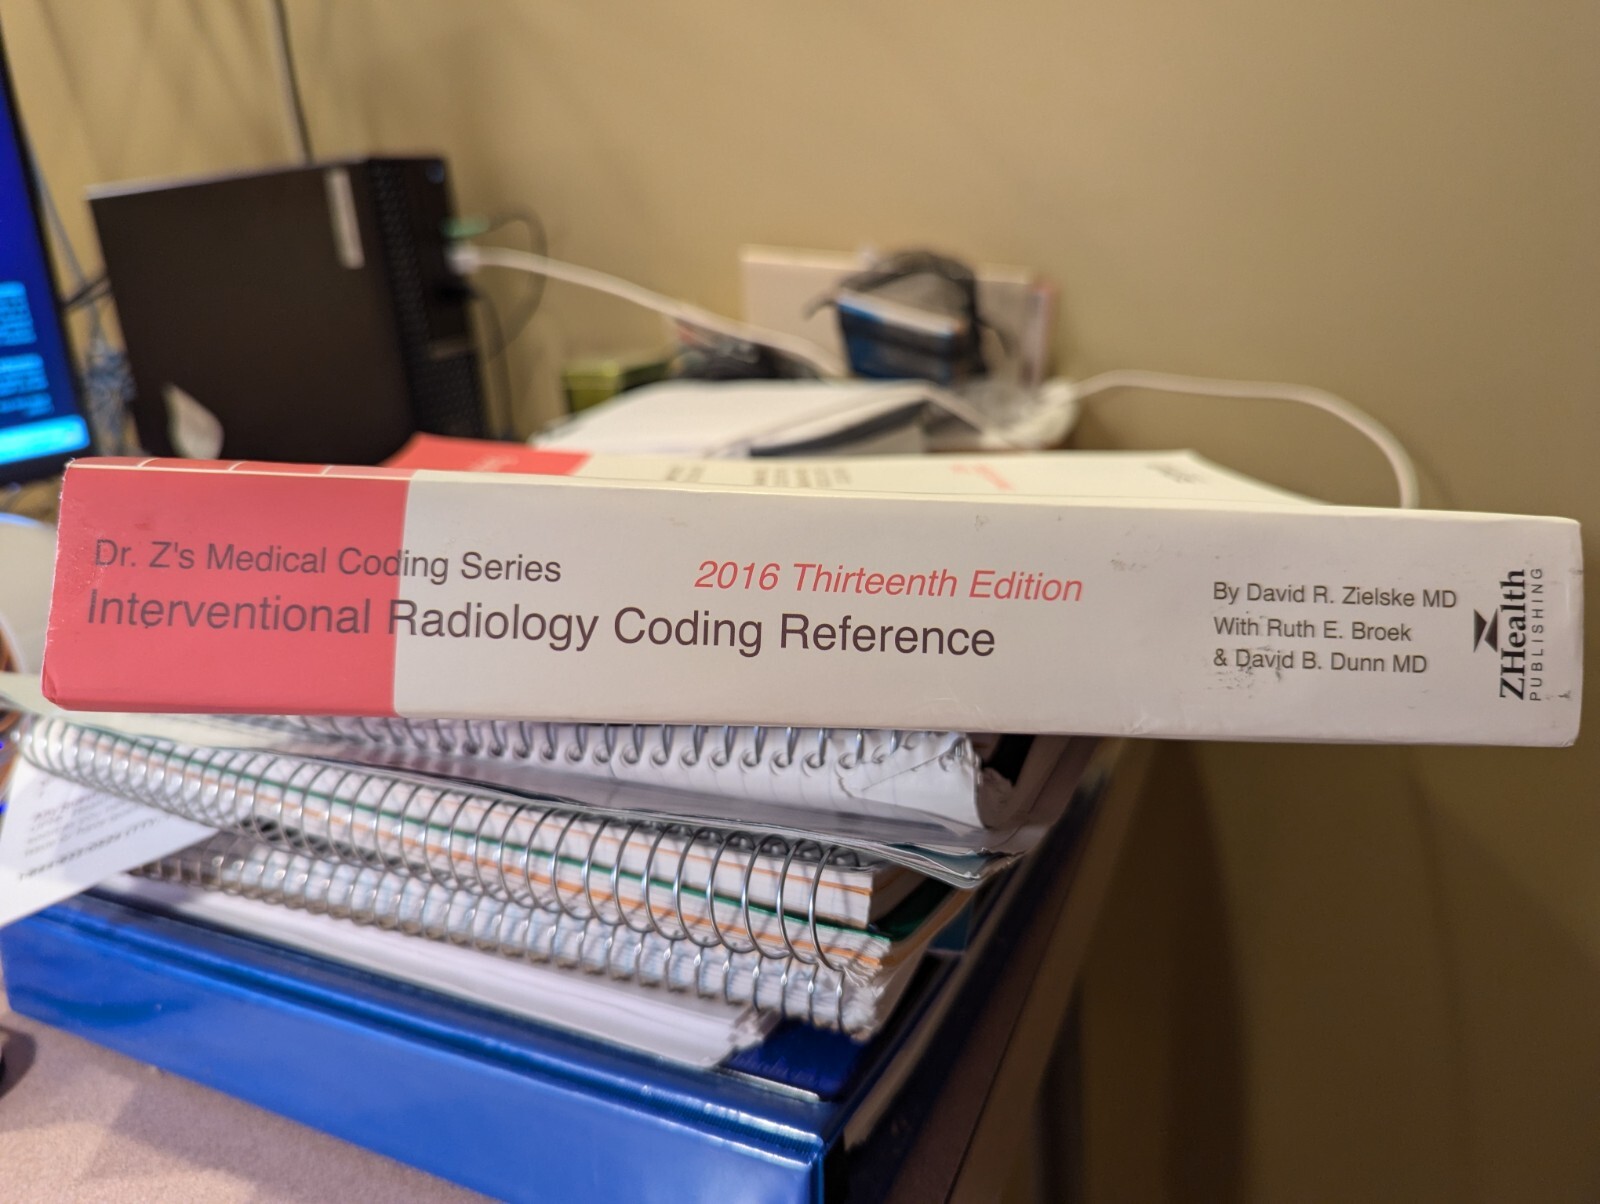 Dr. Z's Medical Coding Series
2016 Thirteenth Edition
Interventional Radiology Coding Reference
By David R. Zielske MD
With Ruth E. Broek
& David B. Dunn MD
ZHealth
PUBLISHING